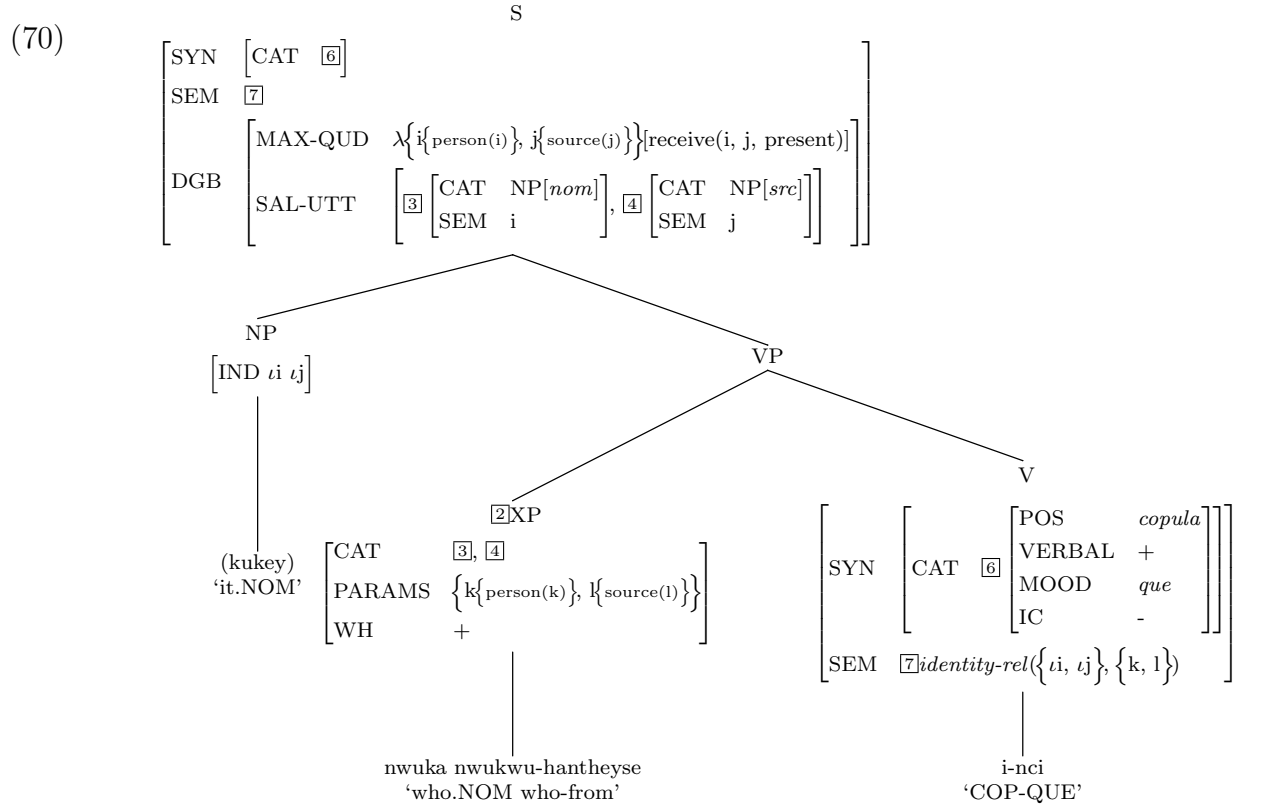 (70)
S
SYN [CAT 6]
SEM 7
DGB
MAX-QUD λ{i{person(i)}, j{source(j)}}[receive(i, j, present)]
SAL-UTT [3 [CAT NP[nom] SEM i], 4 [CAT NP[src] SEM j]]
NP
[IND ιi ιj]
VP
(kukey)
‘it.NOM’
2XP
CAT 3, 4
PARAMS {k{person(k)}, l{source(l)}}
WH +
nwuka nwukwu-hantheyse
‘who.NOM who-from’
V
SYN [CAT 6
POS copula
VERBAL +
MOOD que
IC -
SEM 7identity-rel({ιi, ιj}, {k, l})
i-nci
‘COP-QUE’